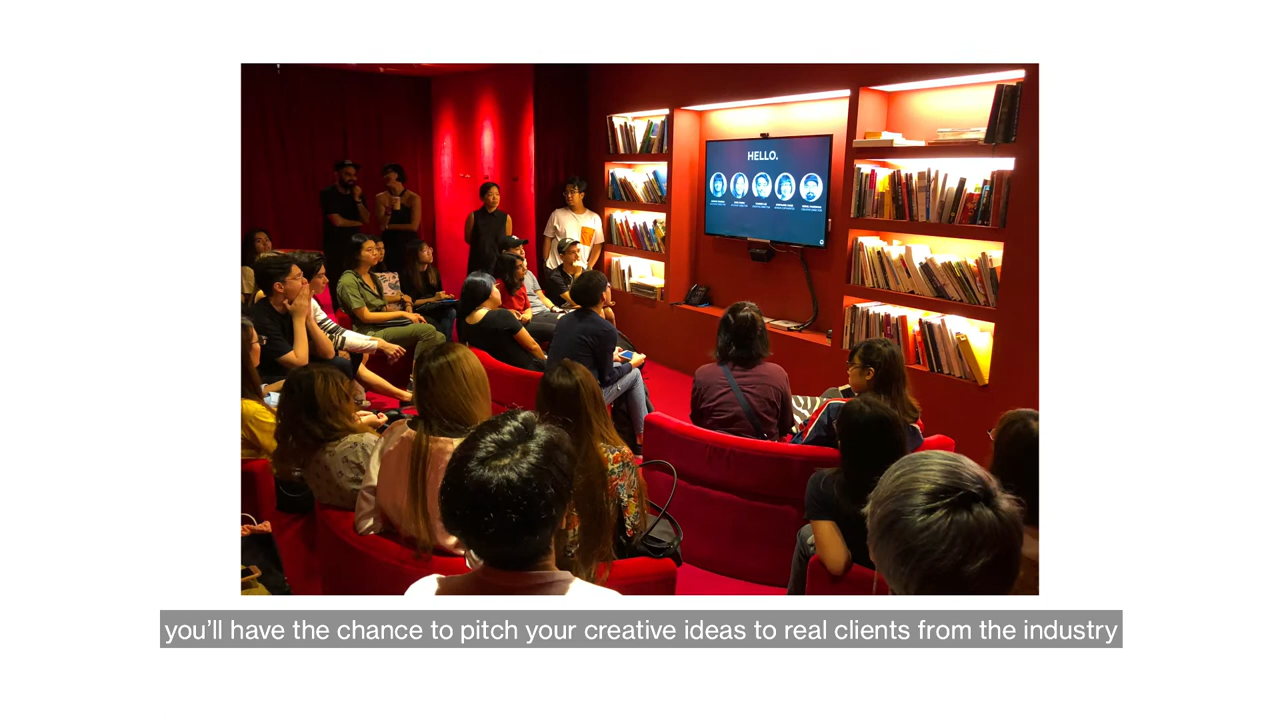 HELLO.
you’ll have the chance to pitch your creative ideas to real clients from the industry